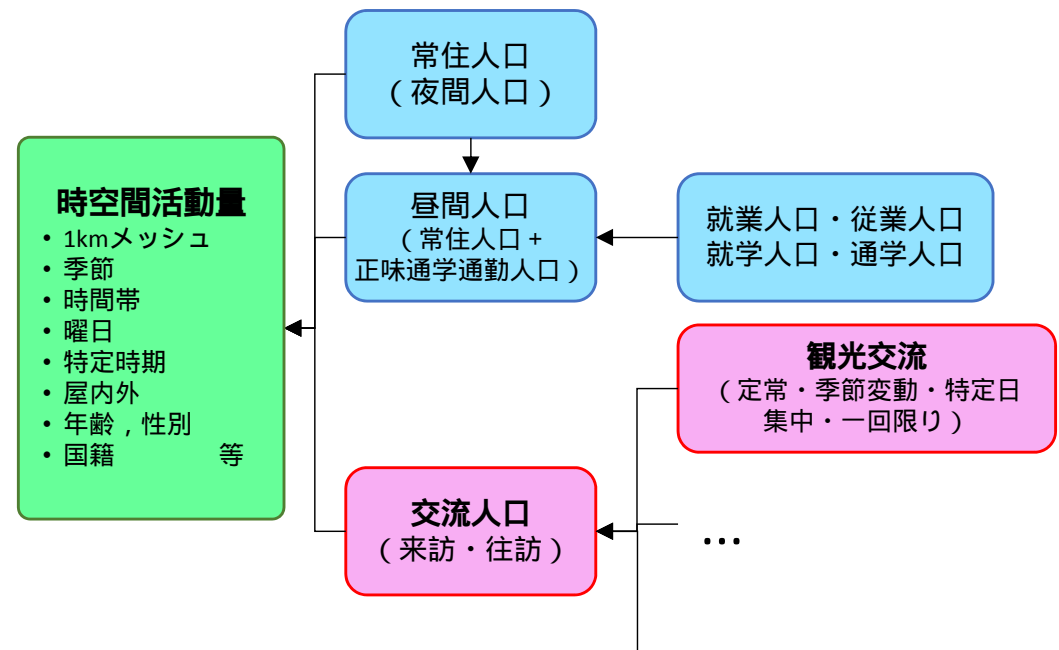 常住人口
（夜間人口）
時空間活動量
• 1kmメッシュ
• 季節
• 時間帯
• 曜日
• 特定時期
• 屋内外
• 年齢，性別
• 国籍　　　　等
昼間人口
（常住人口+
正味通学通勤人口）
就業人口・従業人口
就学人口・通学人口
観光交流
（定常・季節変動・特定日
集中・一回限り）
交流人口
（来訪・往訪）
…